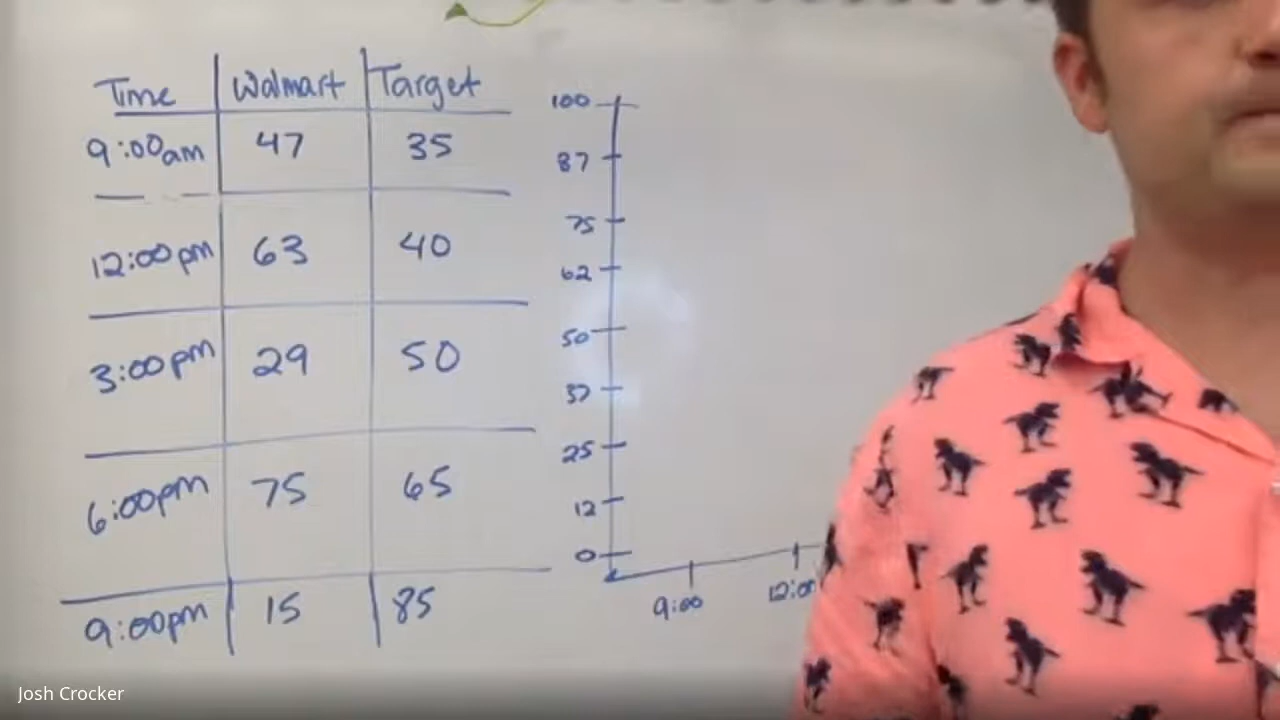 Time Walmart Target
9:00am 47 35
12:00pm 63 40
3:00pm 29 50
6:00pm 75 65
9:00pm 15 85
100
87
75
62
50
37
25
12
0
9:00 12:00
Josh Crocker